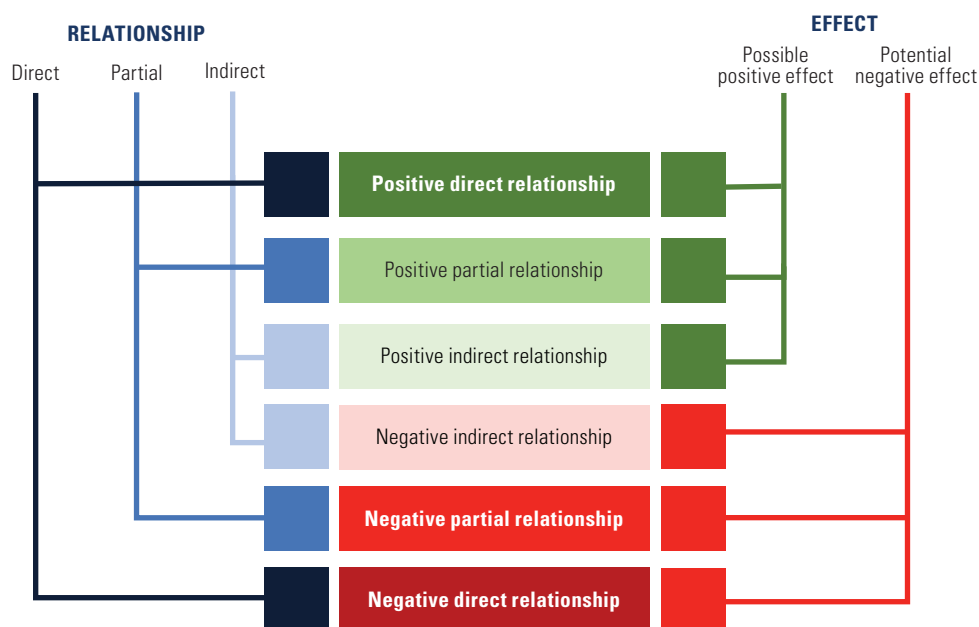 RELATIONSHIP
EFFECT
Direct
Partial
Indirect
Possible
positive effect
Potential
negative effect
Positive direct relationship
Positive partial relationship
Positive indirect relationship
Negative indirect relationship
Negative partial relationship
Negative direct relationship